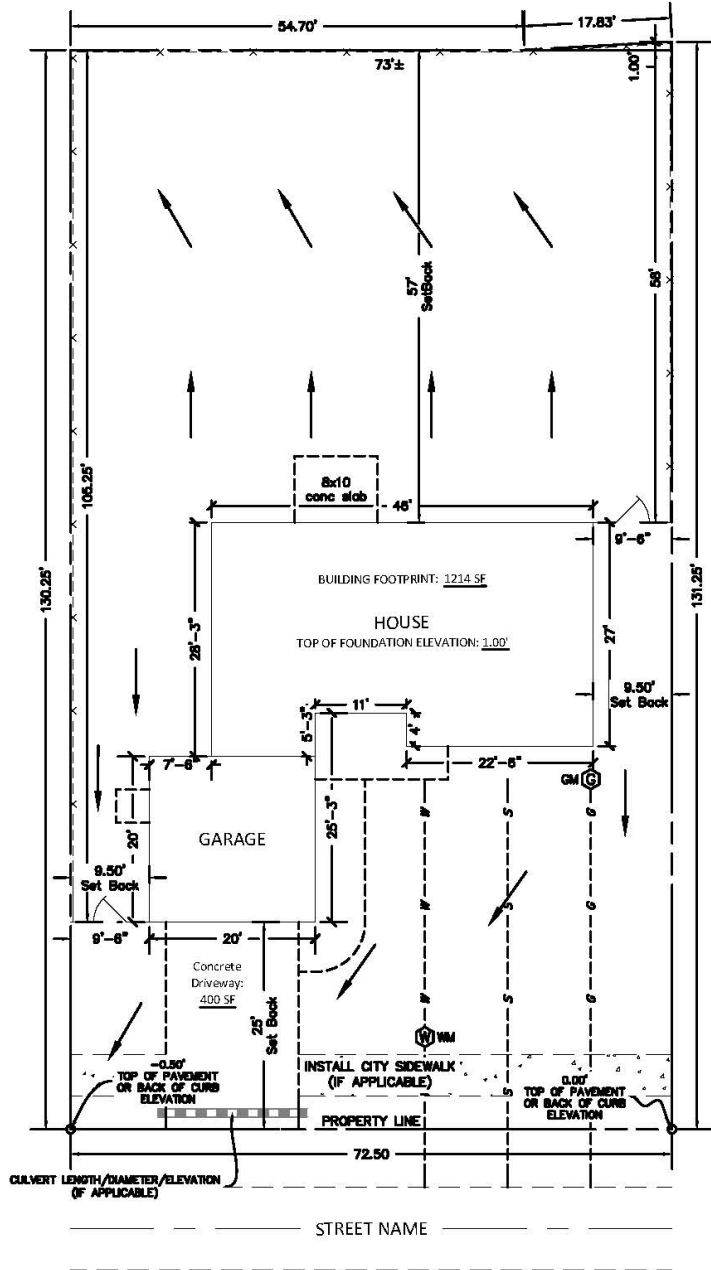 54.70'
17.83'
73'±
1.00'
57'
SetBack
58'
105.25'
130.25'
131.25'
8x10
conc slab
46'
9'-6"
BUILDING FOOTPRINT: 1214 SF
HOUSE
TOP OF FOUNDATION ELEVATION: 1.00'
28'-3"
27'
9.50'
Set Back
11'
5'-3"
4'
7'-6"
22'-6"
GM G
25'-3"
20'
GARAGE
W S G
9.50'
Set Back
W S G
9'-6"
20'
Concrete
Driveway:
400 SF
25'
Set Back
W S G
W WM
-0.50'
TOP OF PAVEMENT
OR BACK OF CURB
ELEVATION
INSTALL CITY SIDEWALK
(IF APPLICABLE)
S
0.00'
TOP OF PAVEMENT
OR BACK OF CURB
ELEVATION
PROPERTY LINE
72.50
CULVERT LENGTH/DIAMETER/ELEVATION
(IF APPLICABLE)
STREET NAME